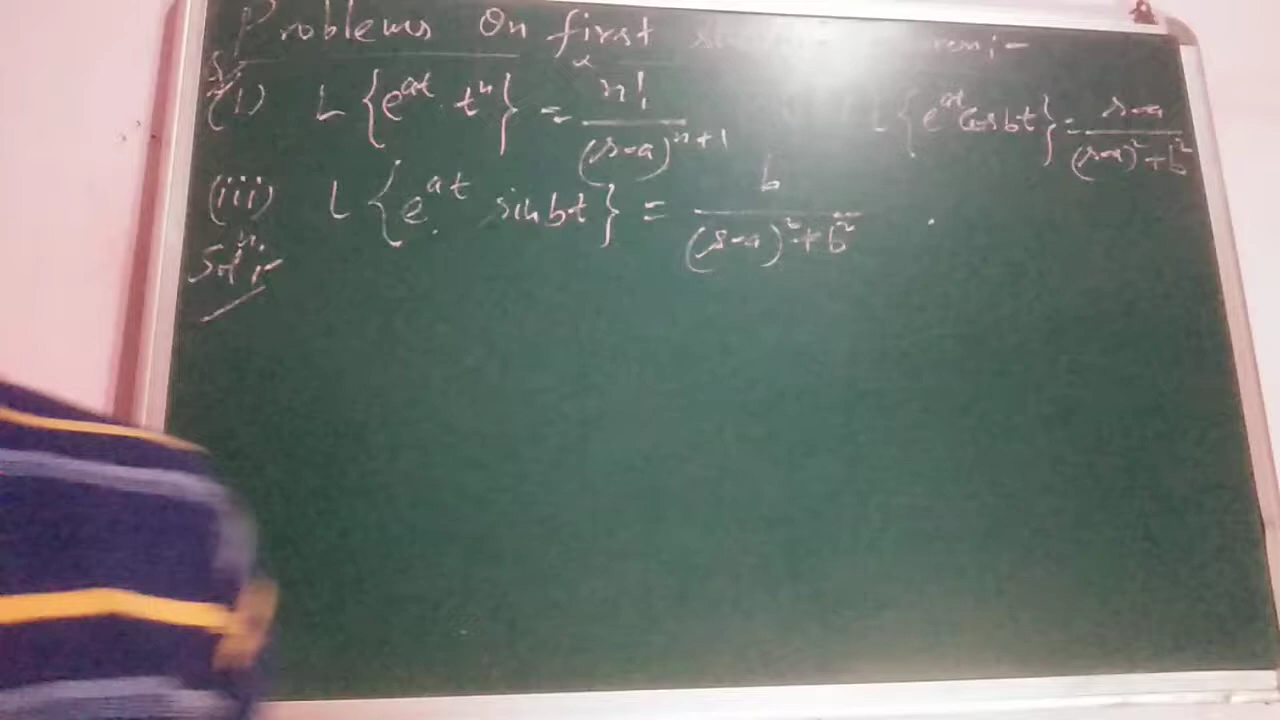 Problems On first
(i) L{e^{at} . t^n} = n!/(s-a)^{n+1} L{e^{at} cosbt} = s-a/(s-a)^2+b^2
(iii) L{e^{at} sinbt} = b/(s-a)^2+b^2 .
Sol^n:-